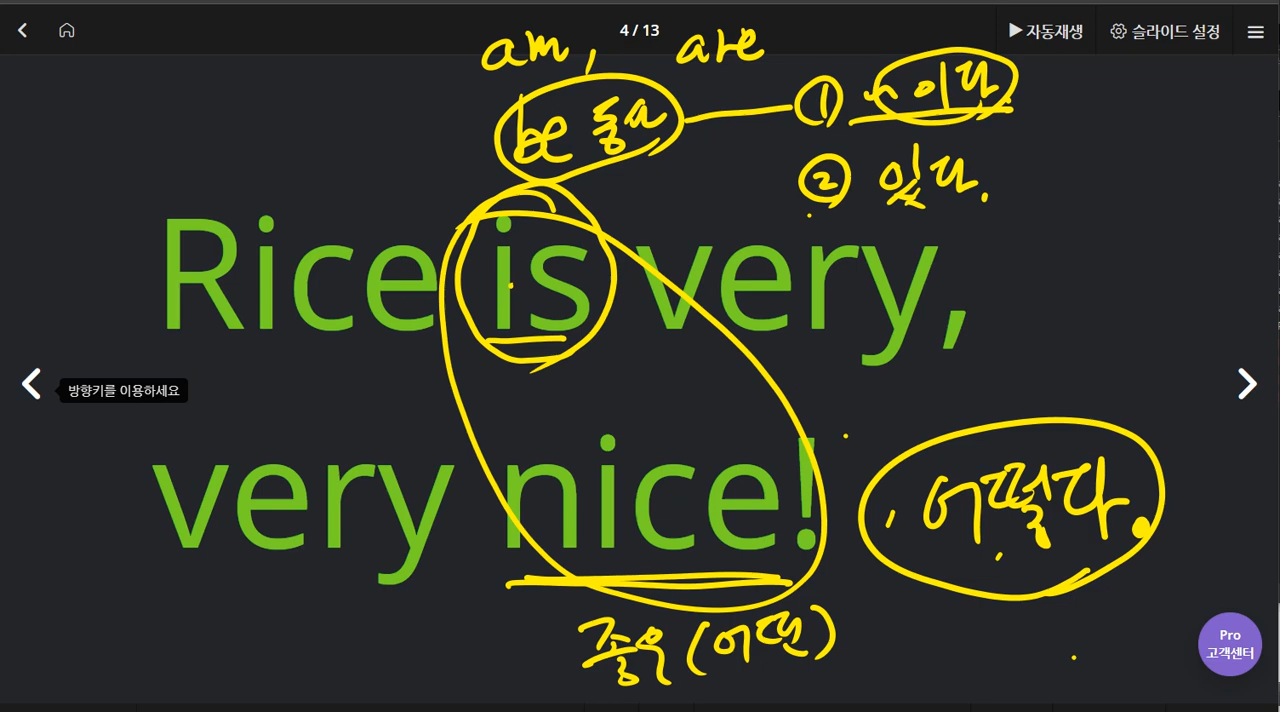 4 / 13
▶자동재생
슬라이드 설정
am, are
be 동사
① ~이다
② 있다.
Rice is very,
방향키를 이용하세요
very nice!
어떻다.
좋은 (어떤)
Pro
고객센터